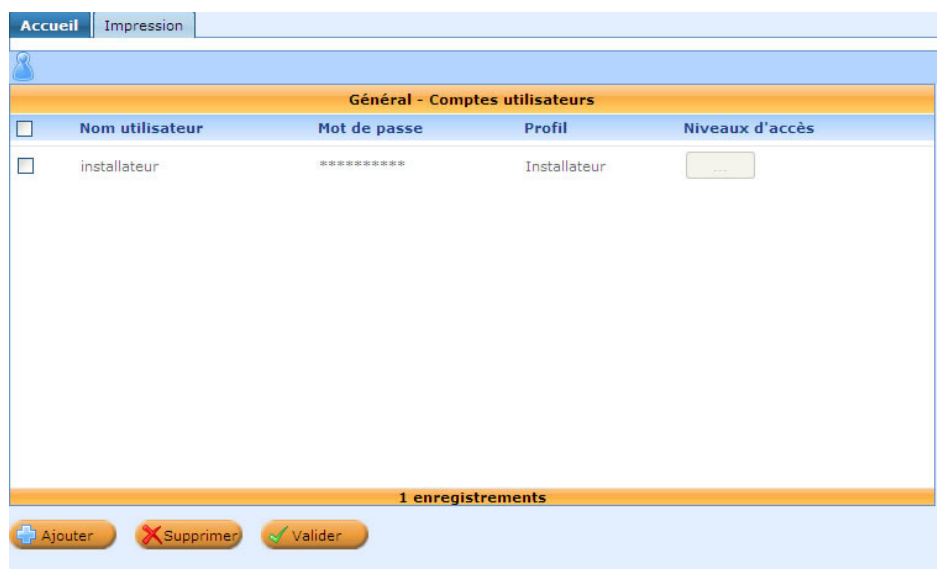 Accueil Impression
Général - Comptes utilisateurs
Nom utilisateur Mot de passe Profil Niveaux d'accès
installateur ********** Installateur ...
1 enregistrements
Ajouter Supprimer Valider